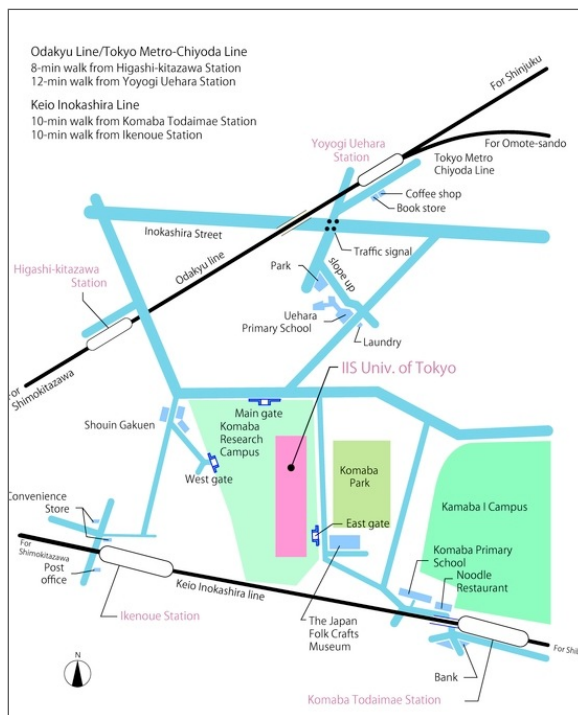 Odakyu Line/Tokyo Metro-Chiyoda Line
8-min walk from Higashi-kitazawa Station
12-min walk from Yoyogi Uehara Station
Keio Inokashira Line
10-min walk from Komaba Todaimae Station
10-min walk from Ikenoue Station
For Shinjuku
For Omote-sando
Yoyogi Uehara
Station
Tokyo Metro
Chiyoda Line
Coffee shop
Book store
Inokashira Street
Traffic signal
Odakyu line
Higashi-kitazawa
Station
Park
slope up
Uehara
Primary School
Laundry
For
Shimokitazawa
IIS Univ. of Tokyo
Main gate
Komaba
Research
Campus
Shouin Gakuen
West gate
Komaba
Park
Kamaba I Campus
Convenience
Store
East gate
For
Shimokitazawa
Post
office
Keio Inokashira line
Komaba Primary
School
Noodle
Restaurant
Ikenoue Station
The Japan
Folk Crafts
Museum
For Shi
Bank
N
Komaba Todaimae Station